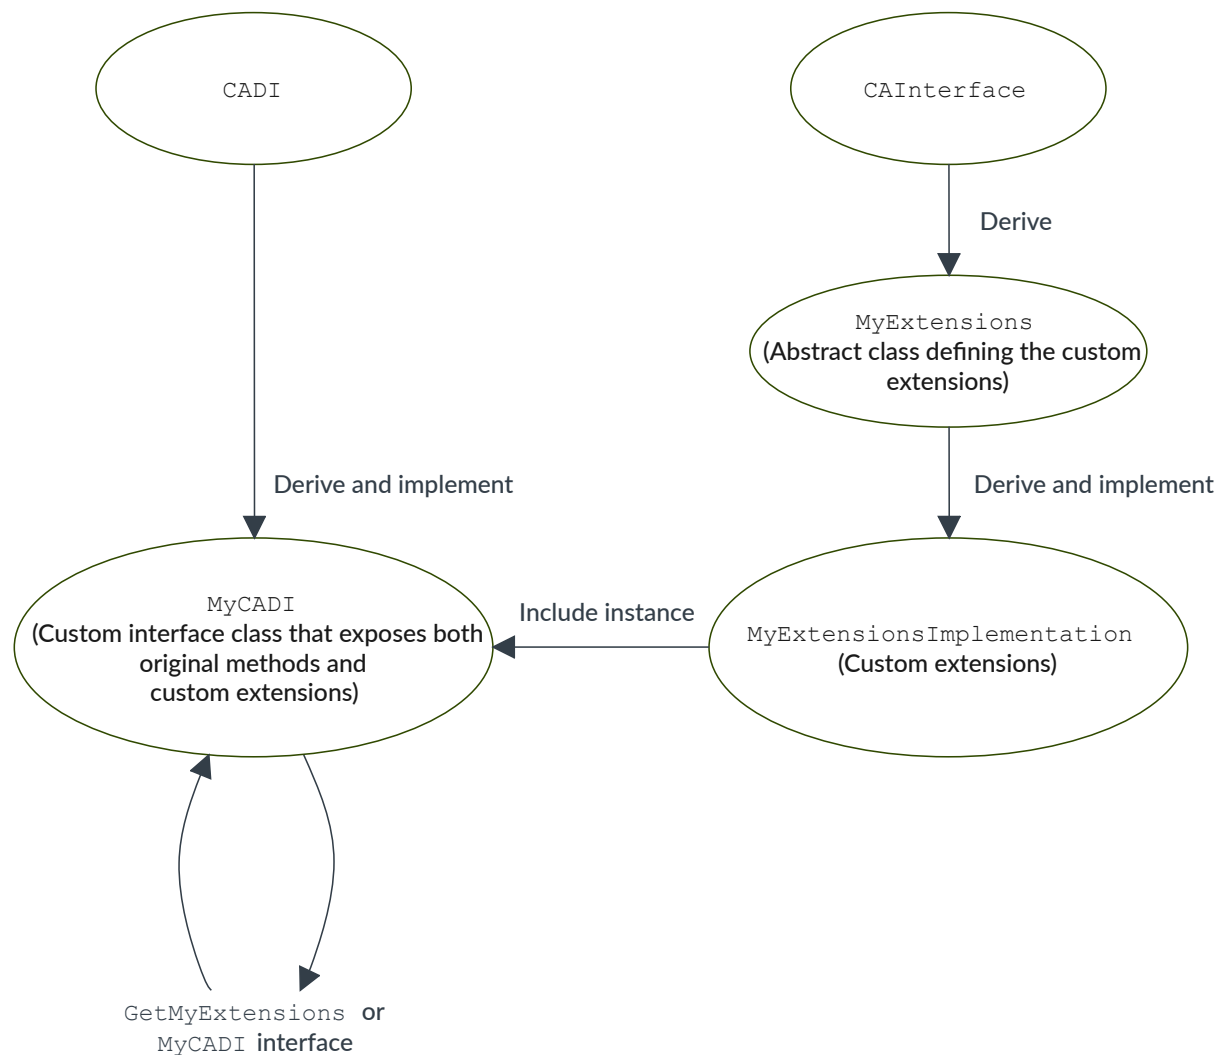 CADI
CAInterface
Derive
MyExtensions
(Abstract class defining the custom
extensions)
Derive and implement
Derive and implement
MyCADI
(Custom interface class that exposes both
original methods and
custom extensions)
Include instance
MyExtensionsImplementation
(Custom extensions)
GetMyExtensions or
MyCADI interface